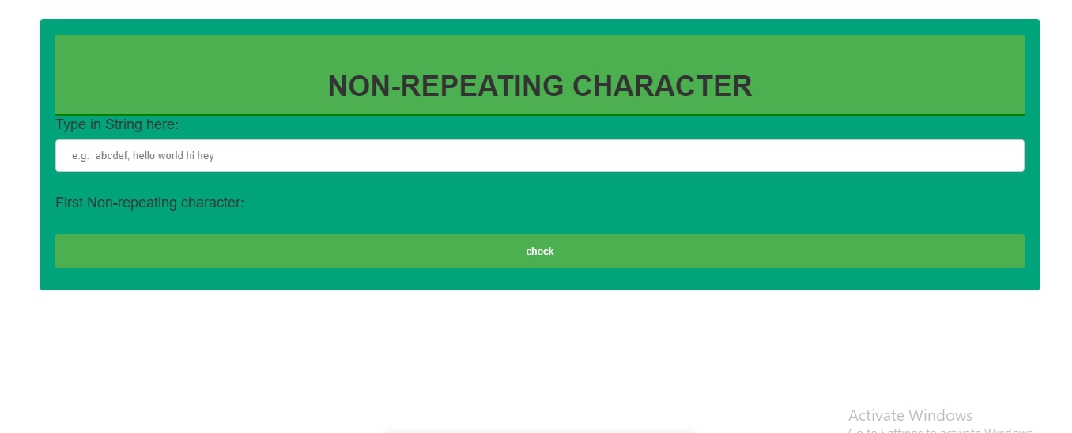 NON-REPEATING CHARACTER
Type in String here:
e.g. abcdef, hello world hi hey
First Non-repeating character:
check
Activate Windows
Go to Settings to activate Windows.